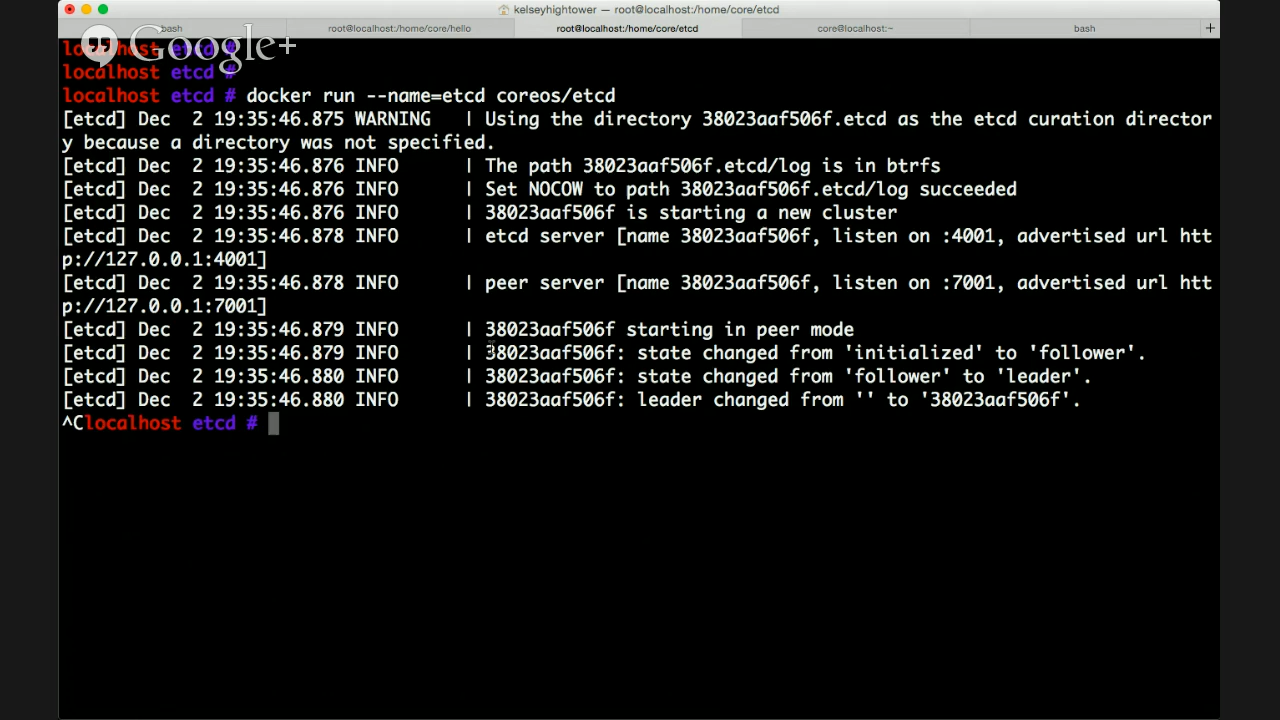 kelseyhightower — root@localhost:/home/core/etcd
bash
root@localhost:/home/core/hello
root@localhost:/home/core/etcd
core@localhost:~
bash
+
Google+
localhost etcd #
localhost etcd #
localhost etcd # docker run --name=etcd coreos/etcd
[etcd] Dec  2 19:35:46.875 WARNING   | Using the directory 38023aaf506f.etcd as the etcd curation director
y because a directory was not specified.
[etcd] Dec  2 19:35:46.876 INFO      | The path 38023aaf506f.etcd/log is in btrfs
[etcd] Dec  2 19:35:46.876 INFO      | Set NOCOW to path 38023aaf506f.etcd/log succeeded
[etcd] Dec  2 19:35:46.876 INFO      | 38023aaf506f is starting a new cluster
[etcd] Dec  2 19:35:46.878 INFO      | etcd server [name 38023aaf506f, listen on :4001, advertised url htt
p://127.0.0.1:4001]
[etcd] Dec  2 19:35:46.878 INFO      | peer server [name 38023aaf506f, listen on :7001, advertised url htt
p://127.0.0.1:7001]
[etcd] Dec  2 19:35:46.879 INFO      | 38023aaf506f starting in peer mode
[etcd] Dec  2 19:35:46.879 INFO      | 38023aaf506f: state changed from 'initialized' to 'follower'.
[etcd] Dec  2 19:35:46.880 INFO      | 38023aaf506f: state changed from 'follower' to 'leader'.
[etcd] Dec  2 19:35:46.880 INFO      | 38023aaf506f: leader changed from '' to '38023aaf506f'.
^Clocalhost etcd #